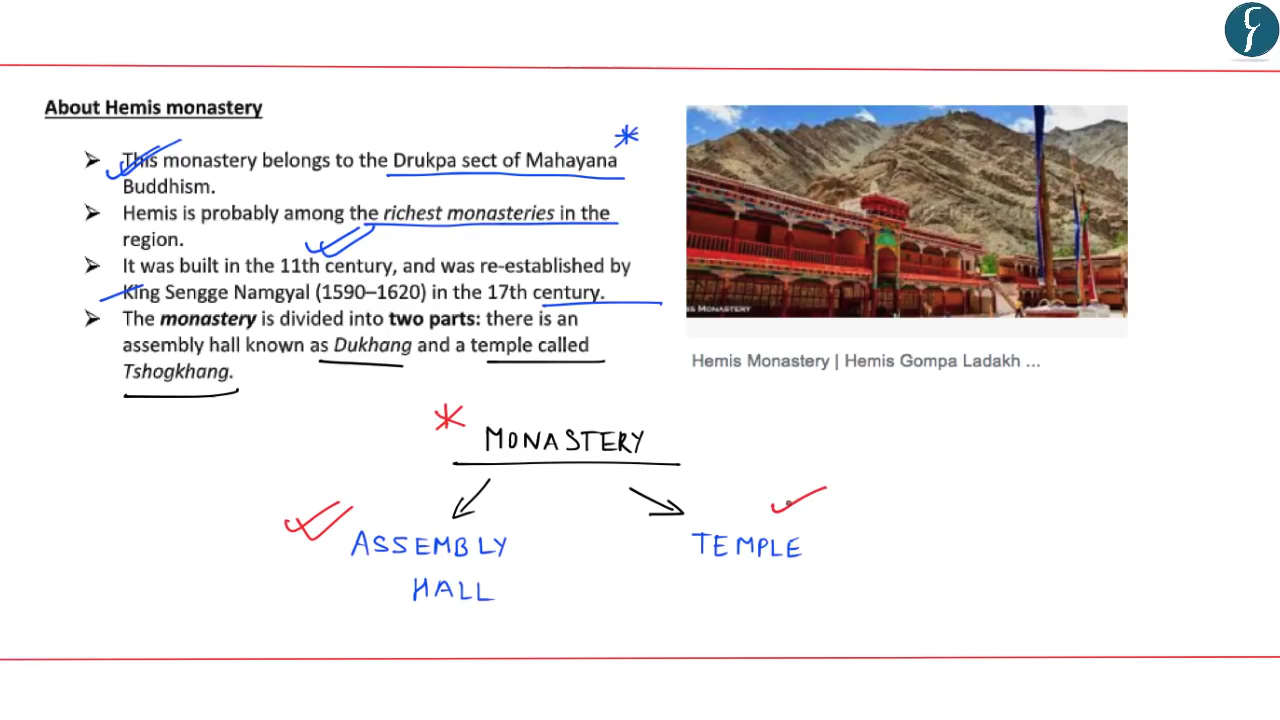 About Hemis monastery
➢ This monastery belongs to the Drukpa sect of Mahayana
Buddhism.
➢ Hemis is probably among the richest monasteries in the
region.
➢ It was built in the 11th century, and was re-established by
King Sengge Namgyal (1590–1620) in the 17th century.
➢ The monastery is divided into two parts: there is an
assembly hall known as Dukhang and a temple called
Tshogkhang.
MONASTERY
Hemis Monastery | Hemis Gompa Ladakh ...
* MONASTERY
ASSEMBLY
HALL
TEMPLE